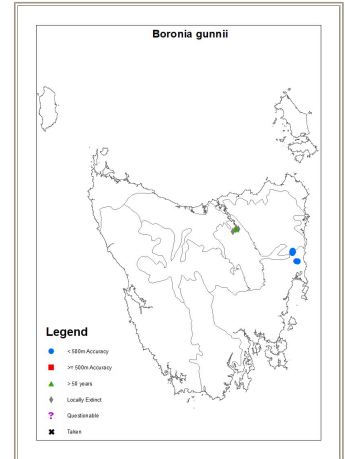 Boronia gunnii
Legend
< 500m Accuracy
>= 500m Accuracy
> 50 years
Locally Extinct
? Questionable
Taken